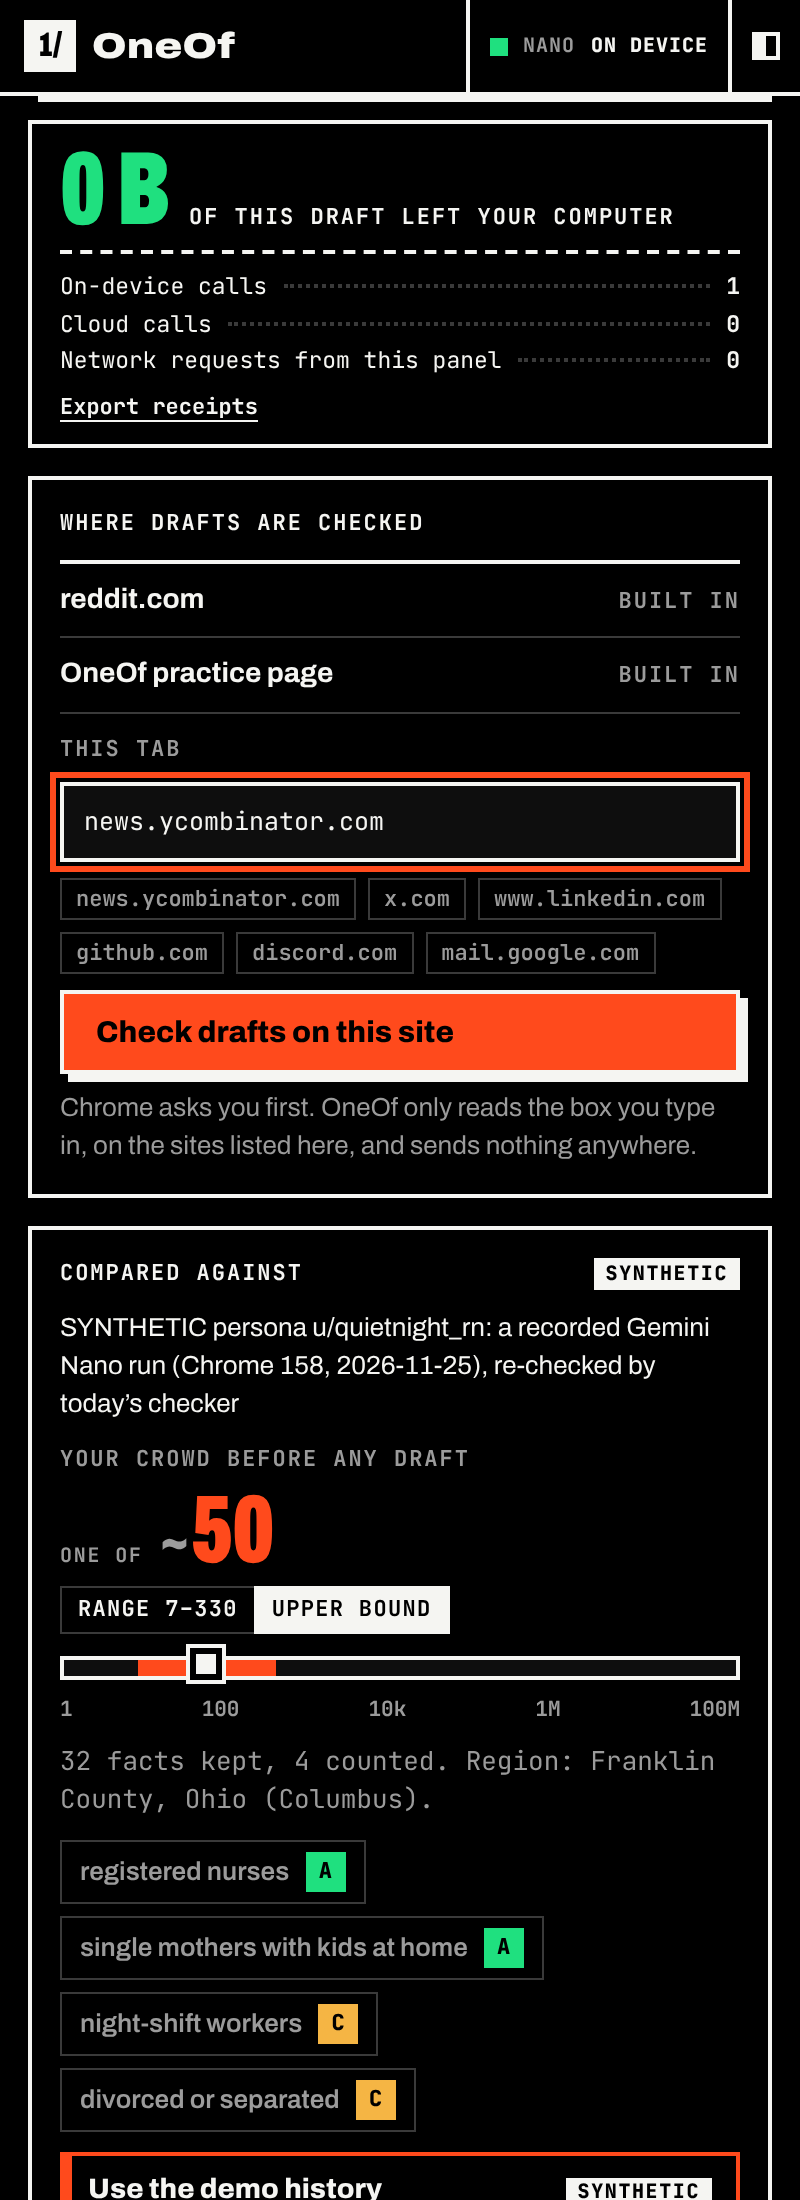 1/ OneOf NANO ON DEVICE
0 B OF THIS DRAFT LEFT YOUR COMPUTER
On-device calls 1
Cloud calls 0
Network requests from this panel 0
Export receipts
WHERE DRAFTS ARE CHECKED
reddit.com BUILT IN
OneOf practice page BUILT IN
THIS TAB
news.ycombinator.com
news.ycombinator.com x.com www.linkedin.com
github.com discord.com mail.google.com
Check drafts on this site
Chrome asks you first. OneOf only reads the box you type
in, on the sites listed here, and sends nothing anywhere.
COMPARED AGAINST SYNTHETIC
SYNTHETIC persona u/quietnight_rn: a recorded Gemini
Nano run (Chrome 158, 2026-11-25), re-checked by
today’s checker
YOUR CROWD BEFORE ANY DRAFT
ONE OF ~50
RANGE 7–330 UPPER BOUND
1 100 10k 1M 100M
32 facts kept, 4 counted. Region: Franklin
County, Ohio (Columbus).
registered nurses A
single mothers with kids at home A
night-shift workers C
divorced or separated C
Use the demo history SYNTHETIC